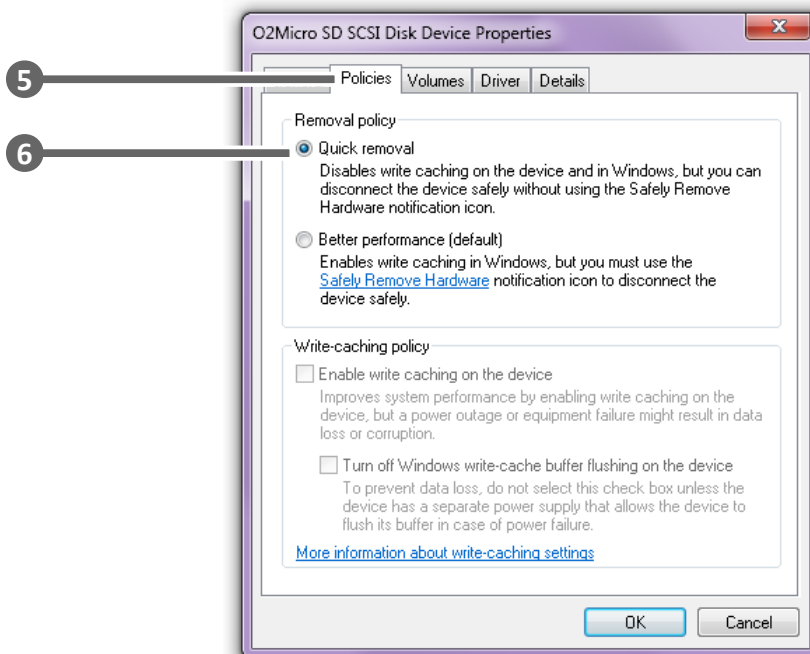 O2Micro SD SCSI Disk Device Properties
5
Policies
Volumes
Driver
Details
Removal policy
6
Quick removal
Disables write caching on the device and in Windows, but you can
disconnect the device safely without using the Safely Remove
Hardware notification icon.
Better performance (default)
Enables write caching in Windows, but you must use the
Safely Remove Hardware notification icon to disconnect the
device safely.
Write-caching policy
Enable write caching on the device
Improves system performance by enabling write caching on the
device, but a power outage or equipment failure might result in data
loss or corruption.
Turn off Windows write-cache buffer flushing on the device
To prevent data loss, do not select this check box unless the
device has a separate power supply that allows the device to
flush its buffer in case of power failure.
More information about write-caching settings
OK
Cancel